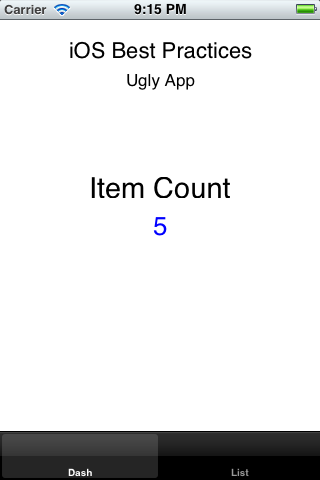 Carrier 9:15 PM
iOS Best Practices
Ugly App
Item Count
5
Dash List